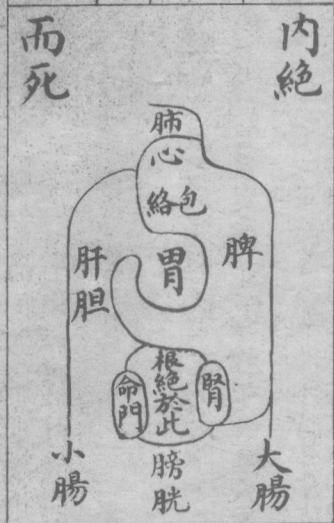 内絶
而死
肺
心
包絡
胃
脾
肝胆
根絶於此
腎
命門
大腸
膀胱
小腸